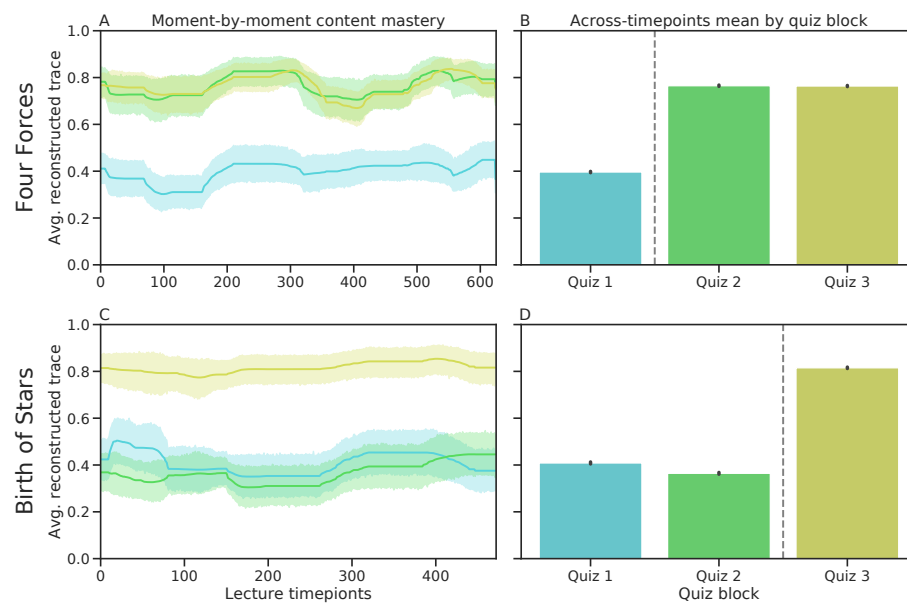 A Moment-by-moment content mastery
B Across-timepoints mean by quiz block
Four Forces
Avg. reconstructed trace
1.0
0.8
0.6
0.4
0.2
0.0
0 100 200 300 400 500 600
Quiz 1 Quiz 2 Quiz 3
C
D
Birth of Stars
Avg. reconstructed trace
1.0
0.8
0.6
0.4
0.2
0.0
0 100 200 300 400
Lecture timepionts
Quiz 1 Quiz 2 Quiz 3
Quiz block